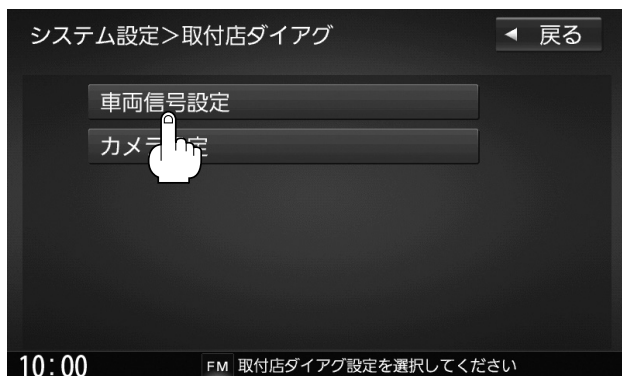 システム設定＞取付店ダイアグ
◀ 戻る
車両信号設定
カメラ設定
10:00
FM 取付店ダイアグ設定を選択してください